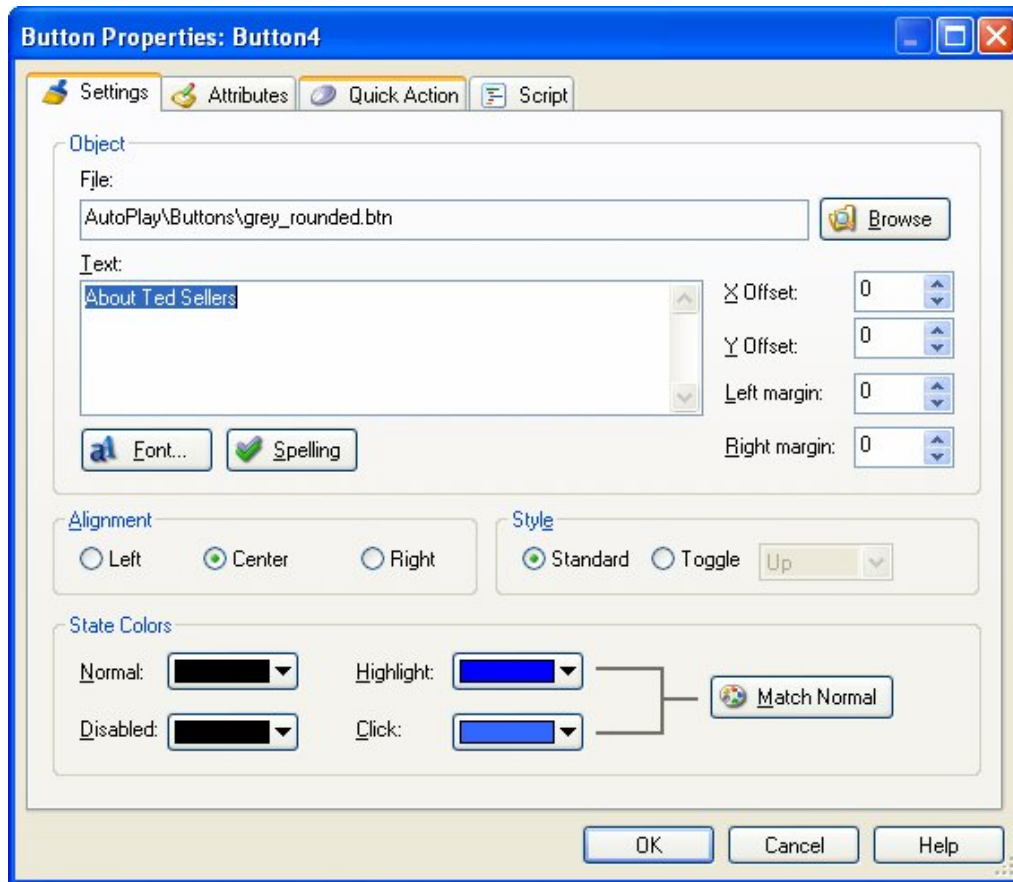 Button Properties: Button4
Settings Attributes Quick Action Script
Object
File:
AutoPlay\Buttons\grey_rounded.btn Browse
Text:
About Ted Sellers
X Offset: 0
Y Offset: 0
Left margin: 0
Right margin: 0
Font... Spelling
Alignment
Left Center Right
Style
Standard Toggle Up
State Colors
Normal: Highlight:
Match Normal
Disabled: Click:
OK Cancel Help